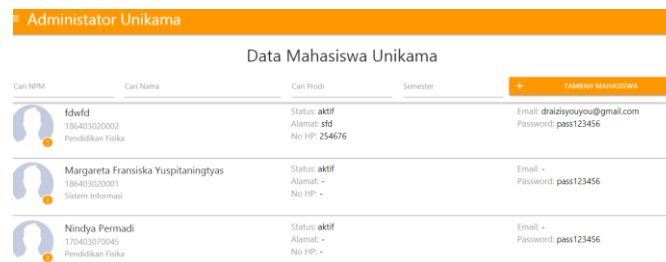 ≡ Administator Unikama
Data Mahasiswa Unikama
Cari NPM Cari Nama Cari Prodi Semester + TAMBAH MAHASISWA
fdwfd Status: aktif Email: draizisyouyou@gmail.com
186403020002 Alamat: sfd Password: pass123456
1 Pendidikan Fisika No HP: 254676
Margareta Fransiska Yuspitaningtyas Status: aktif Email: -
186403020001 Alamat: - Password: pass123456
2 Sistem Informasi No HP: -
Nindya Permadi Status: aktif Email: -
170403070045 Alamat: - Password: pass123456
3 Pendidikan Fisika No HP: -